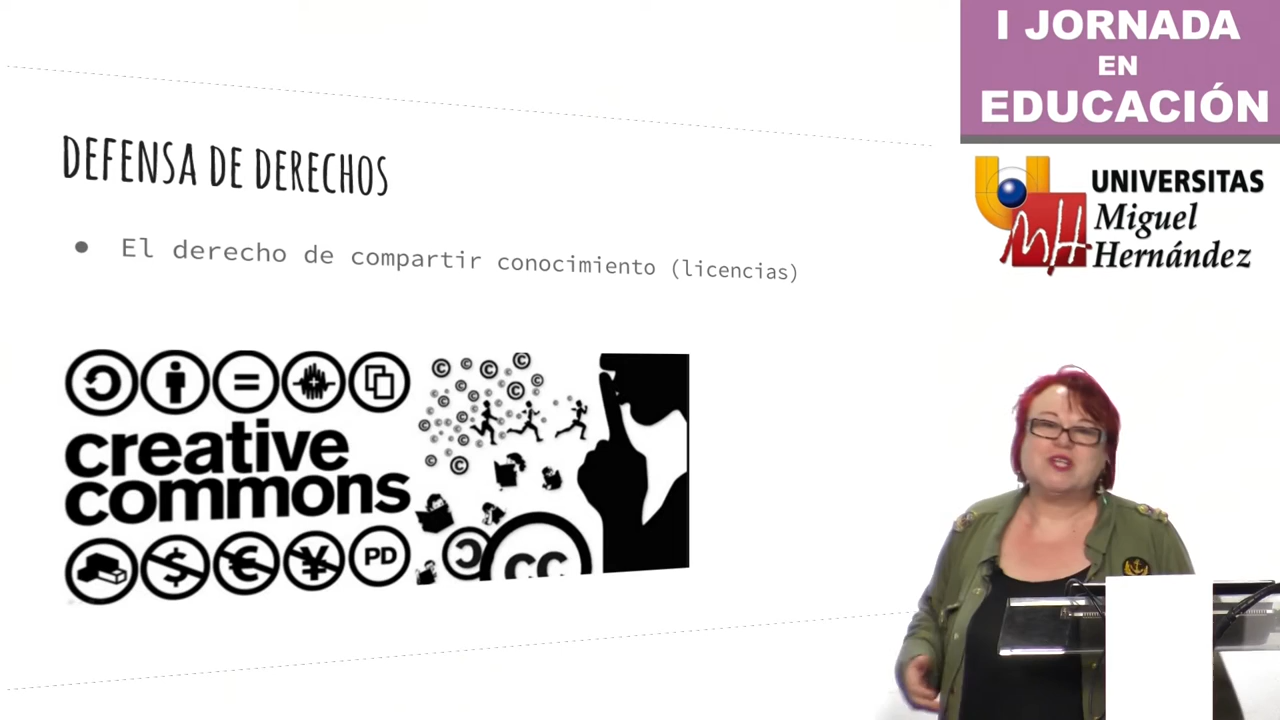 I JORNADA
EN
EDUCACIÓN
UNIVERSITAS
Miguel
Hernández
MH
DEFENSA DE DERECHOS
● El derecho de compartir conocimiento (licencias)
creative
commons
PD
cc